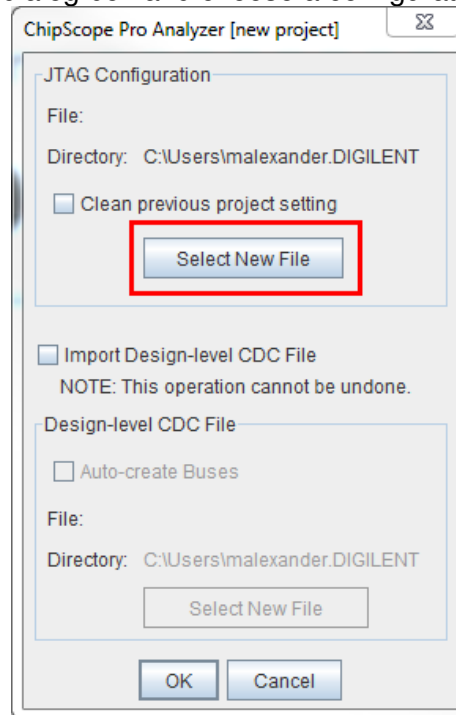 ChipScope Pro Analyzer [new project]
JTAG Configuration
File:
Directory: C:\Users\malexander.DIGILENT
Clean previous project setting
Select New File
Import Design-level CDC File
NOTE: This operation cannot be undone.
Design-level CDC File
Auto-create Buses
File:
Directory: C:\Users\malexander.DIGILENT
Select New File
OK Cancel